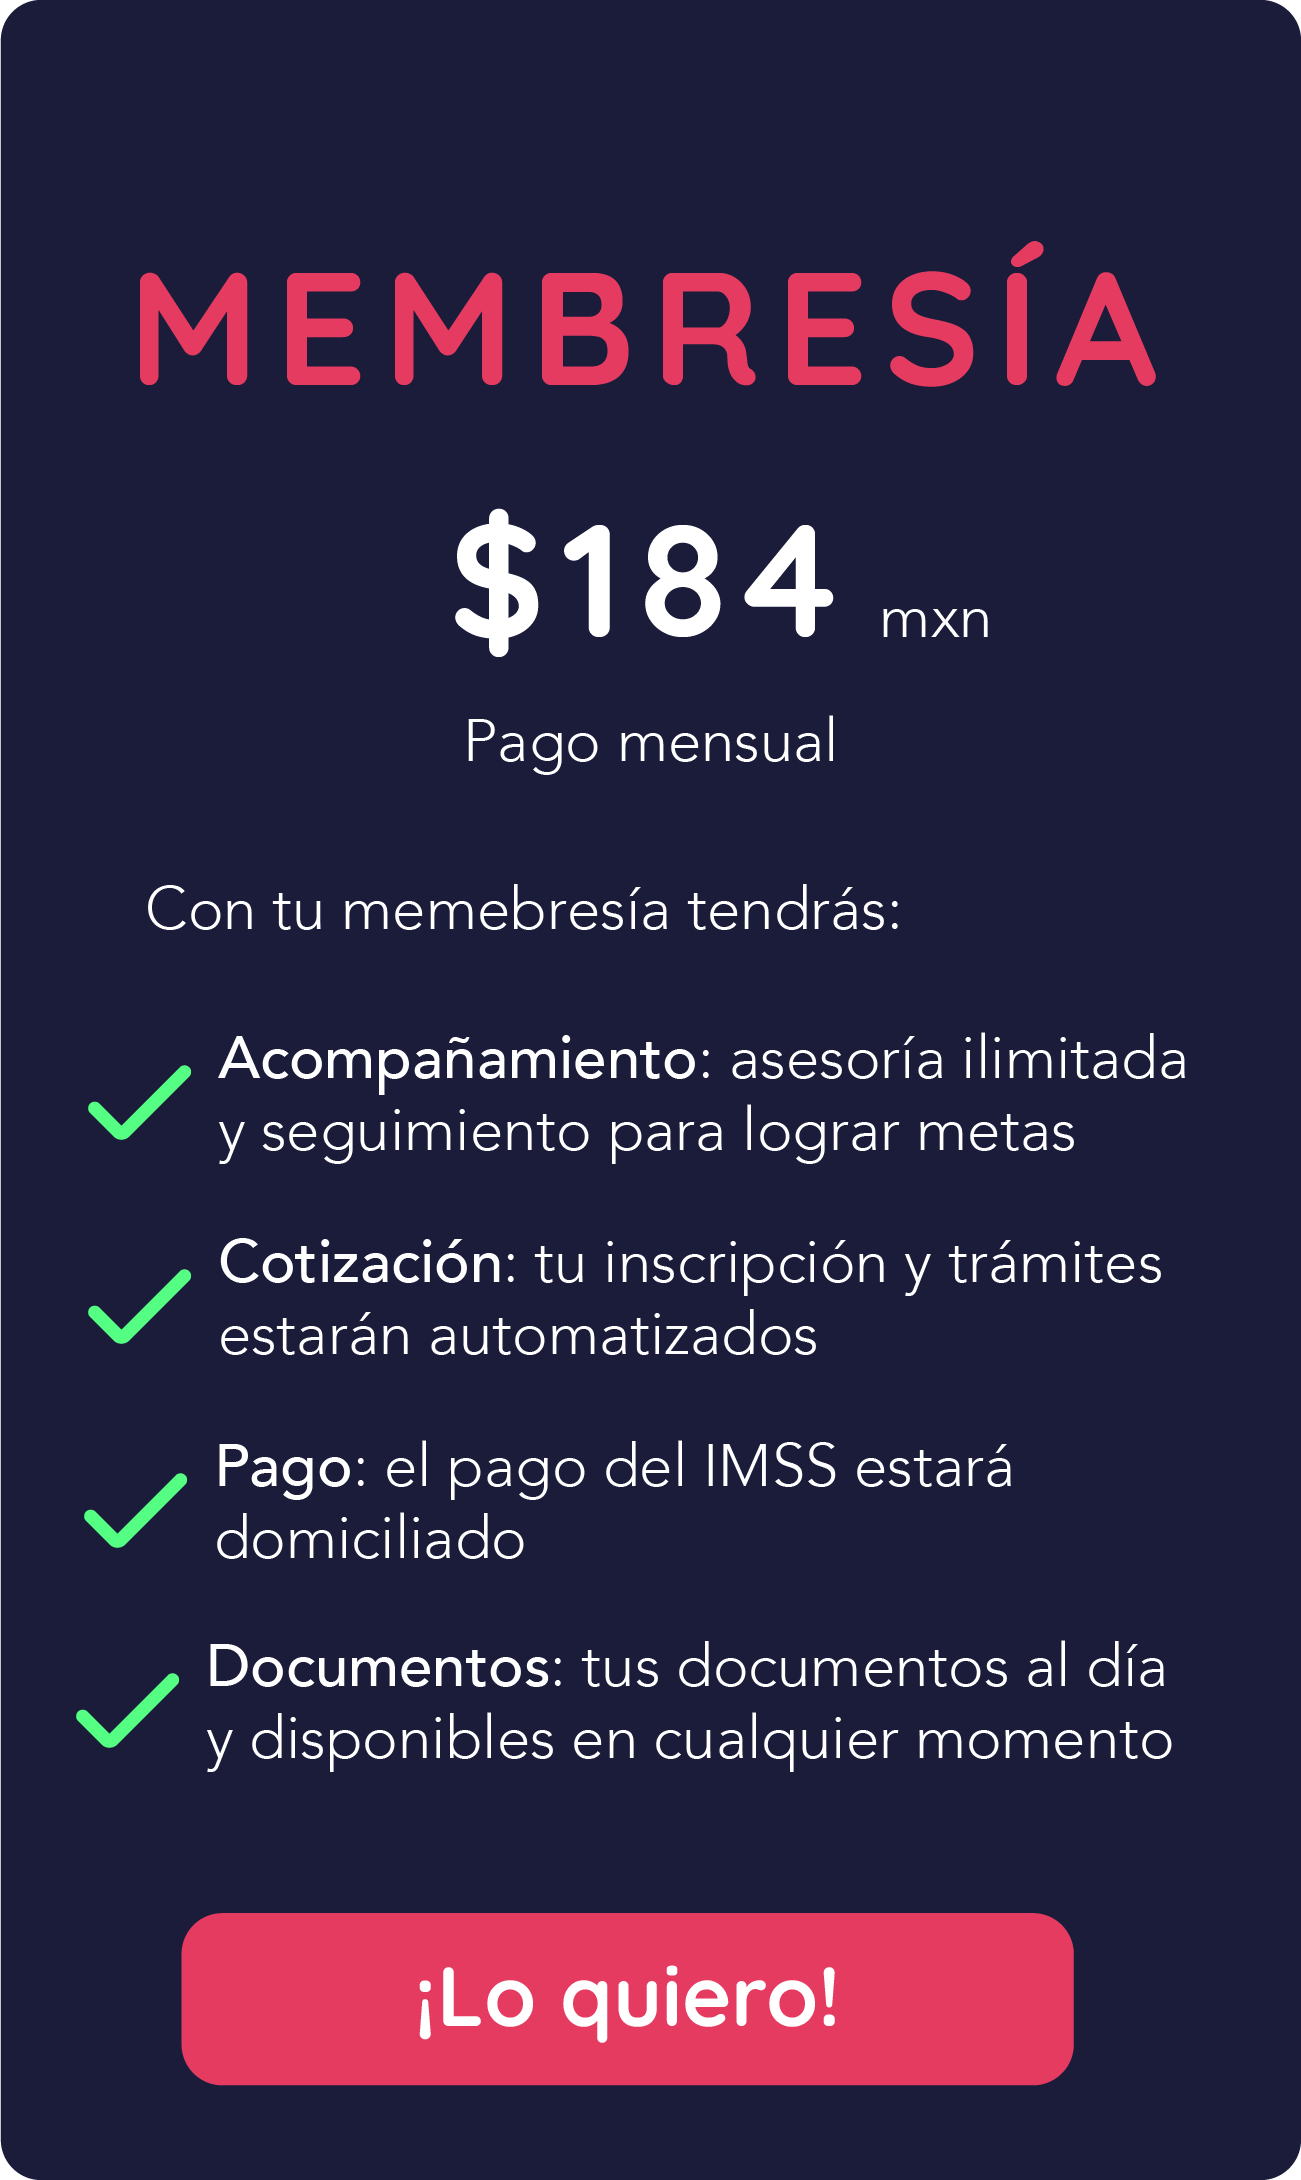 MEMBRESÍA
$184 mxn
Pago mensual
Con tu memebresía tendrás:
Acompañamiento: asesoría ilimitada
y seguimiento para lograr metas
Cotización: tu inscripción y trámites
estarán automatizados
Pago: el pago del IMSS estará
domiciliado
Documentos: tus documentos al día
y disponibles en cualquier momento
¡Lo quiero!